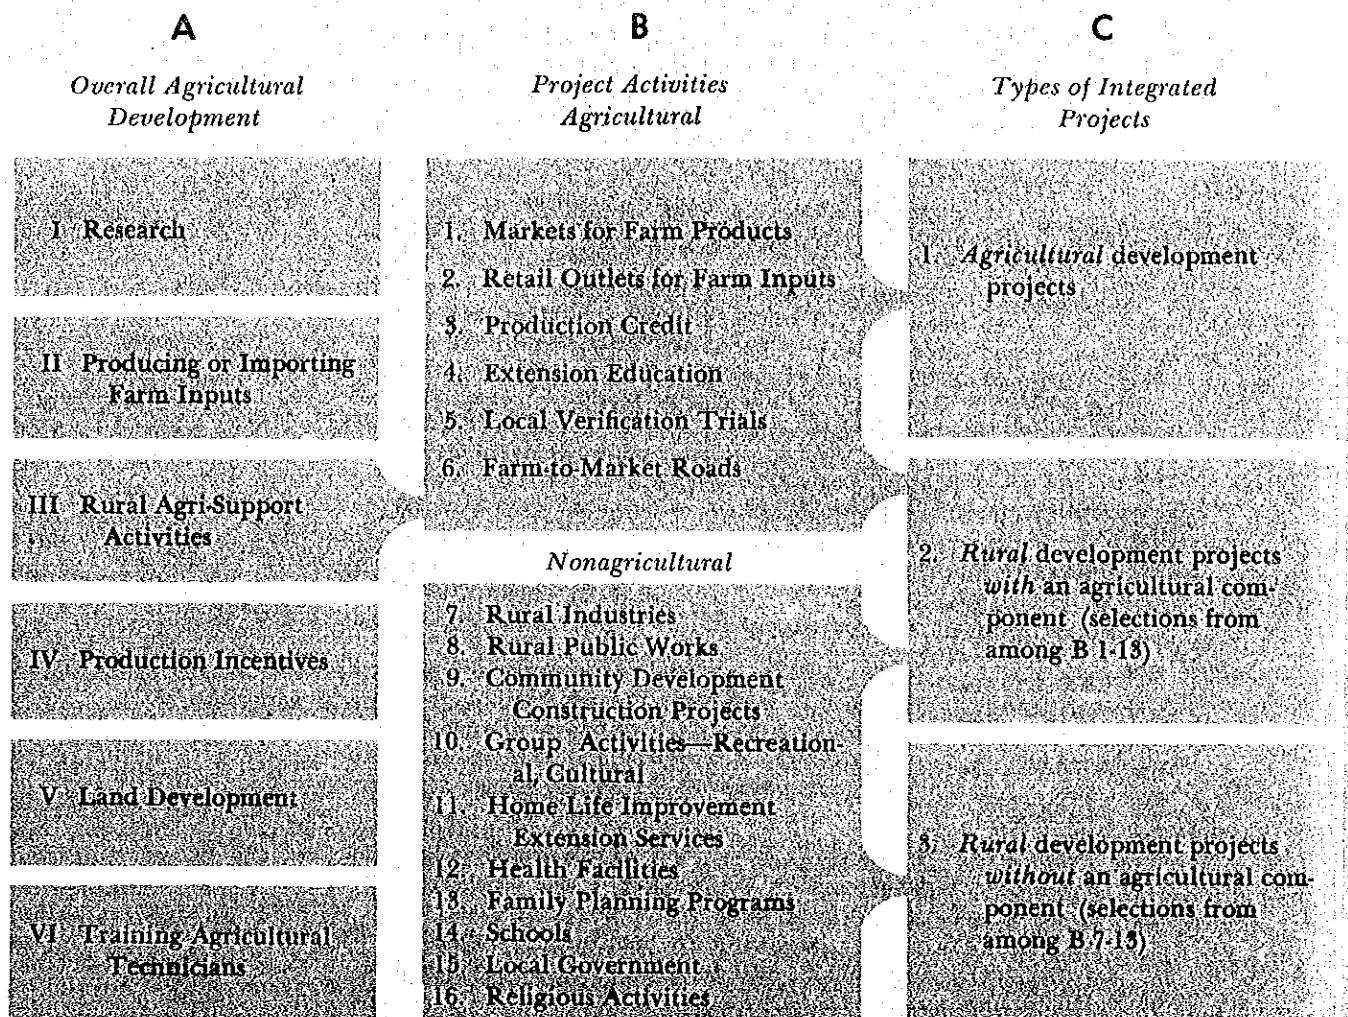 A
Overall Agricultural
Development
I Research
II Producing or Importing
Farm Inputs
III Rural Agri-Support
Activities
IV Production Incentives
V Land Development
VI Training Agricultural
Technicians
B
Project Activities
Agricultural
1. Markets for Farm Products
2. Retail Outlets for Farm Inputs
3. Production Credit
4. Extension Education
5. Local Verification Trials
6. Farm-to-Market Roads
Nonagricultural
7. Rural Industries
8. Rural Public Works
9. Community Development
Construction Projects
10. Group Activities—Recreation-
al, Cultural
11. Home Life Improvement
Extension Services
12. Health Facilities
13. Family Planning Programs
14. Schools
15. Local Government
16. Religious Activities
C
Types of Integrated
Projects
1. Agricultural development
projects
2. Rural development projects
with an agricultural com-
ponent (selections from
among B 1-13)
3. Rural development projects
without an agricultural com-
ponent (selections from
among B 7-13)